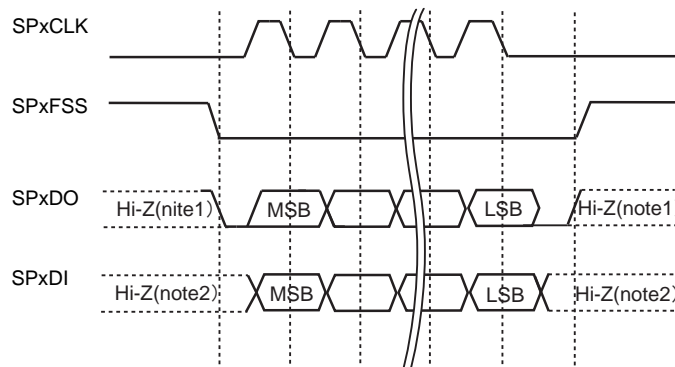 SPxCLK
SPxFSS
SPxDO
Hi-Z(nite1)
MSB
LSB
Hi-Z(note1
SPxDI
Hi-Z(note2)
MSB
LSB
Hi-Z(note2)